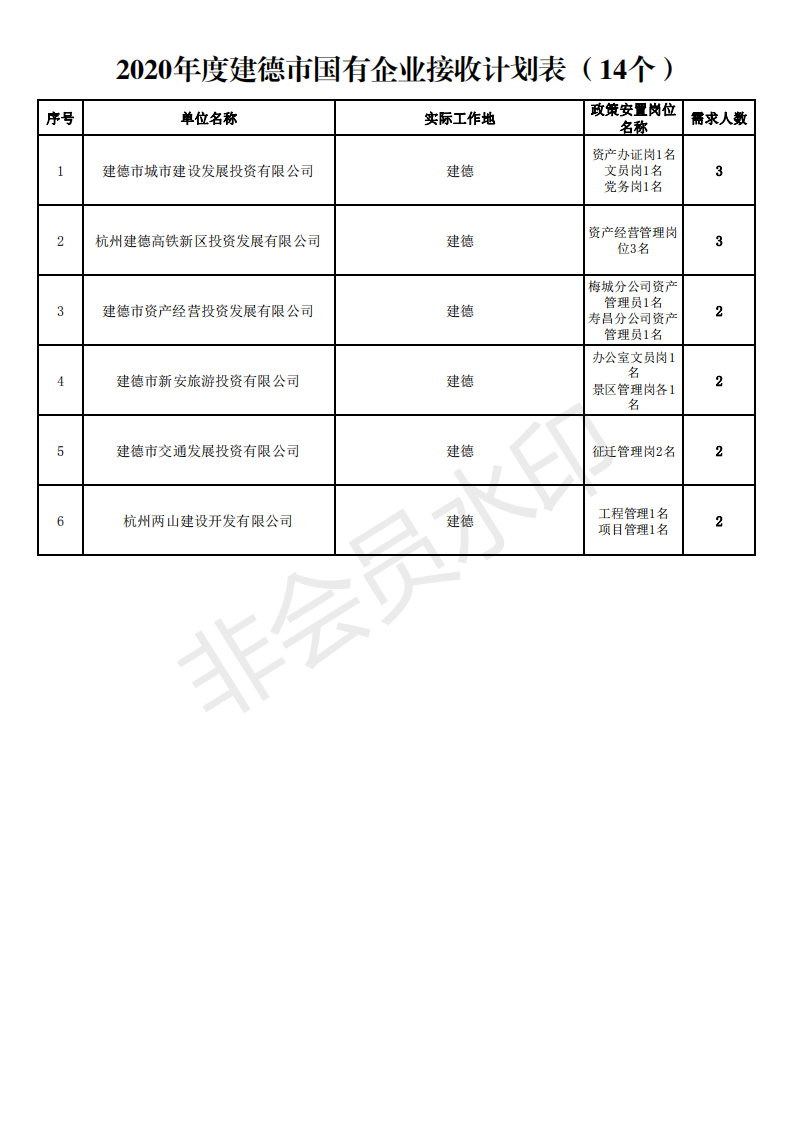 2020年度建德市国有企业接收计划表（14个）
序号 单位名称 实际工作地 政策安置岗位名称 需求人数
1 建德市城市建设发展投资有限公司 建德 资产办证岗1名 文员岗1名 党务岗1名 3
2 杭州建德高铁新区投资发展有限公司 建德 资产经营管理岗位3名 3
3 建德市资产经营投资发展有限公司 建德 梅城分公司资产管理员1名 寿昌分公司资产管理员1名 2
4 建德市新安旅游投资有限公司 建德 办公室文员岗1名 景区管理岗各1名 2
5 建德市交通发展投资有限公司 建德 征迁管理岗2名 2
6 杭州两山建设开发有限公司 建德 工程管理1名 项目管理1名 2
非会员水印